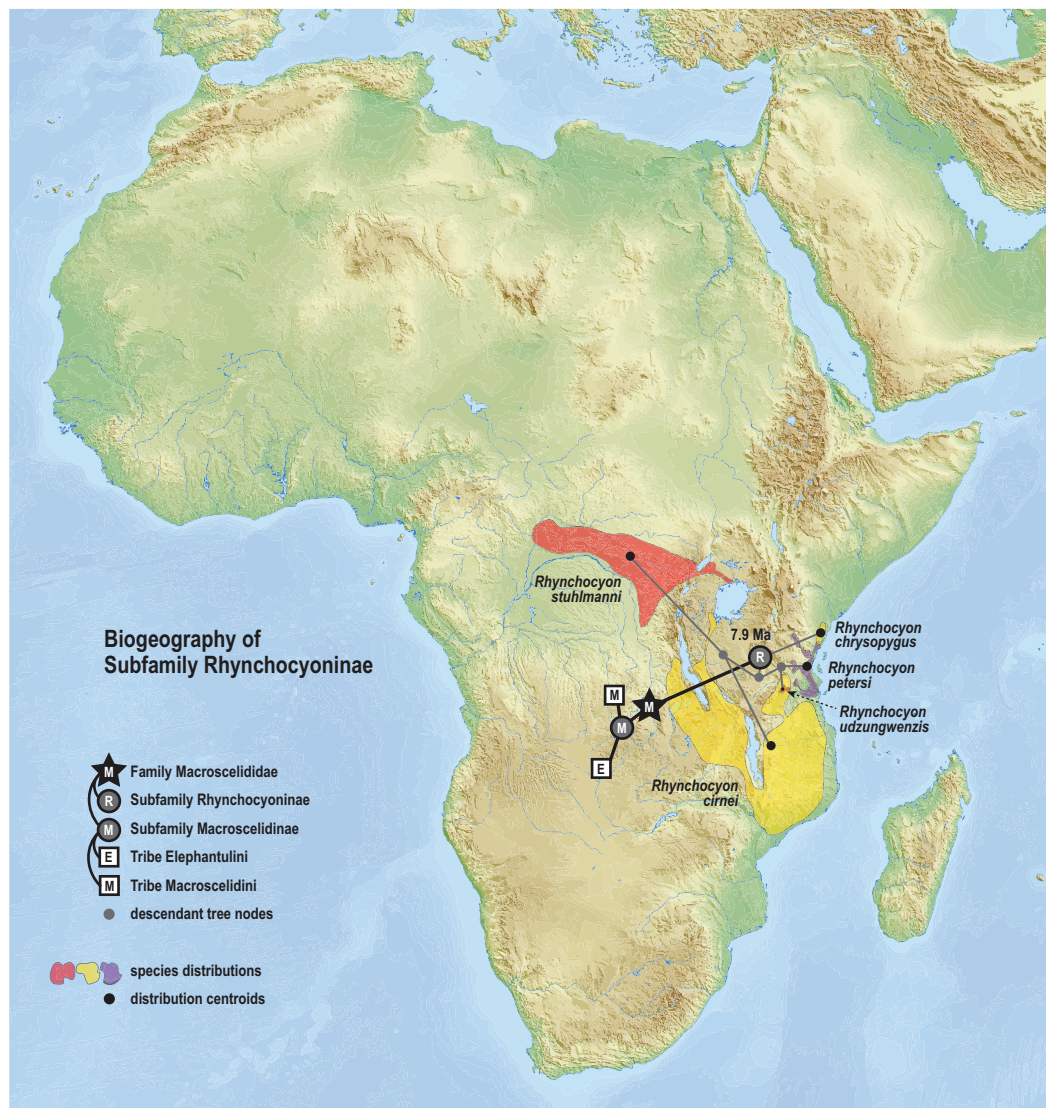 Rhynchocyon
stuhlmanni
Biogeography of
Subfamily Rhynchocyoninae
7.9 Ma
R
Rhynchocyon
chrysopygus
Rhynchocyon
petersi
Rhynchocyon
udzungwenzis
M
M
M
E
Rhynchocyon
cirnei
M Family Macroscelididae
R Subfamily Rhynchocyoninae
M Subfamily Macroscelidinae
E Tribe Elephantulini
M Tribe Macroscelidini
descendant tree nodes
species distributions
distribution centroids